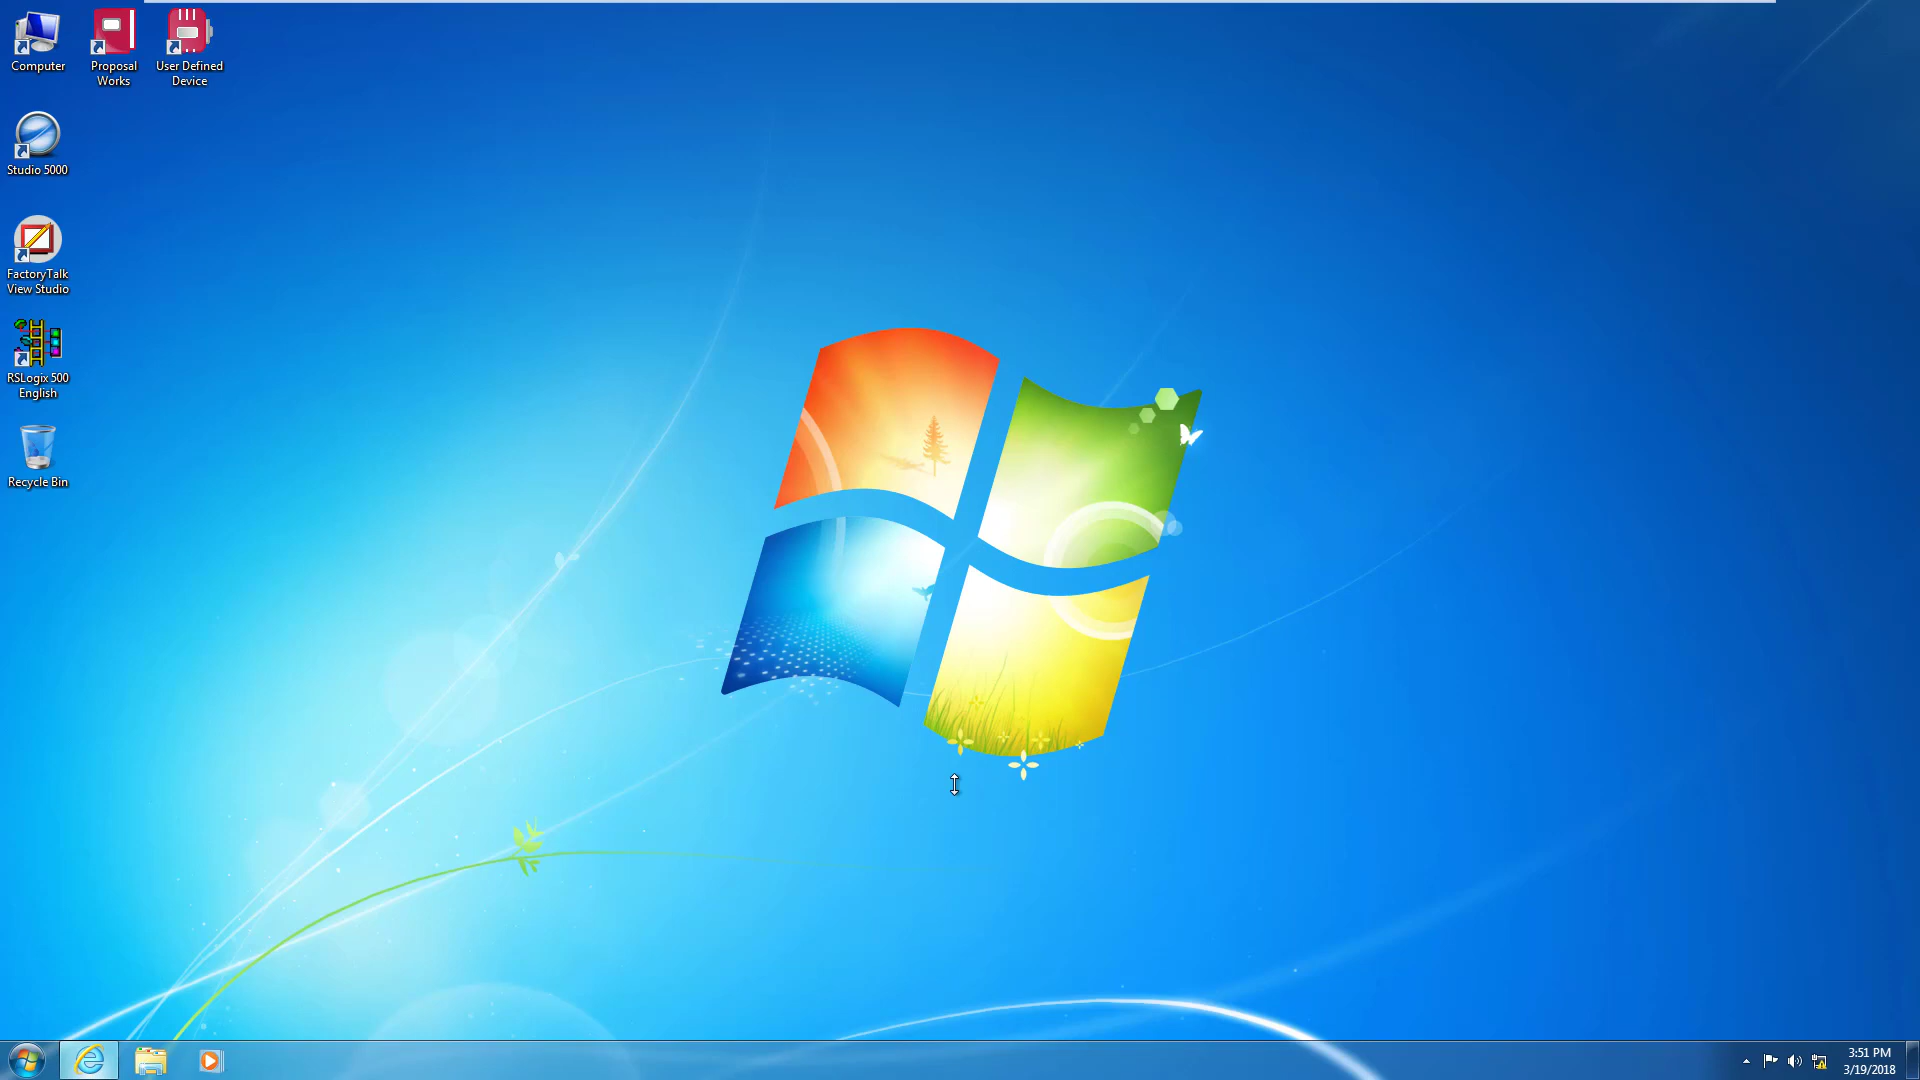 Computer
Proposal
Works
User Defined
Device
Studio 5000
FactoryTalk
View Studio
RSLogix 500
English
Recycle Bin
3:51 PM
3/19/2018